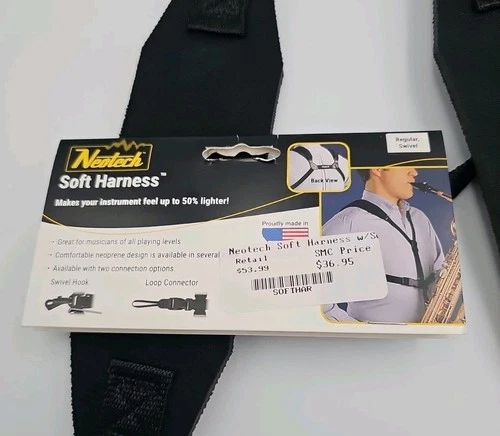 Regular,
Swivel
Neotech
Soft Harness™
Makes your instrument feel up to 50% lighter!
Back View
Proudly made in
· Great for musicians of all playing levels
· Comfortable neoprene design is available in several
· Available with two connection options
Swivel Hook
Loop Connector
Neotech Soft Harness w/S
Retail SMC Price
$53.99 $36.95
SOFTHAR